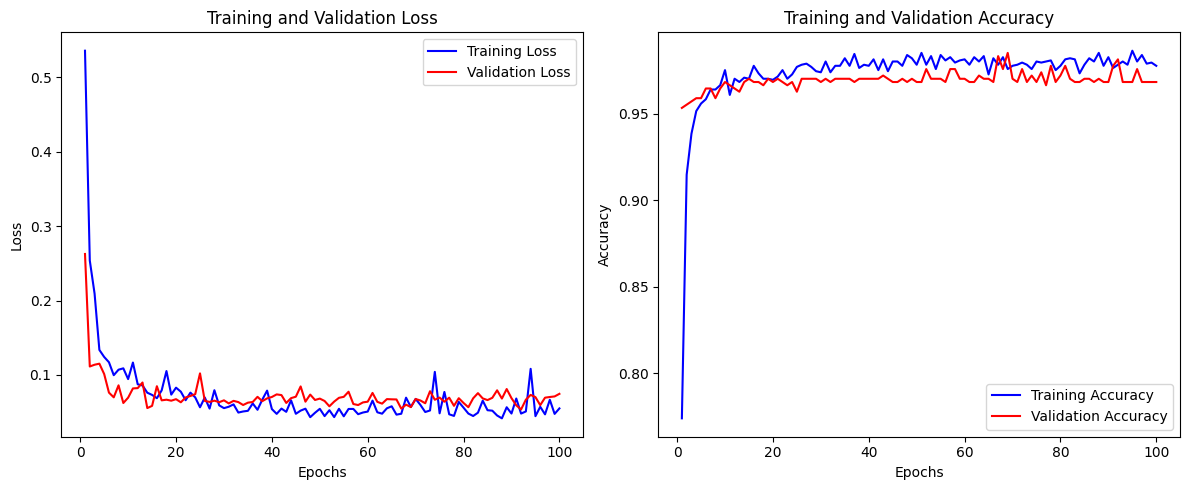 Training and Validation Loss
Training Loss
Validation Loss
0.5
0.4
0.3
0.2
0.1
Loss
0
20
40
60
80
100
Epochs
Training and Validation Accuracy
0.95
0.90
0.85
0.80
Accuracy
Training Accuracy
Validation Accuracy
0
20
40
60
80
100
Epochs